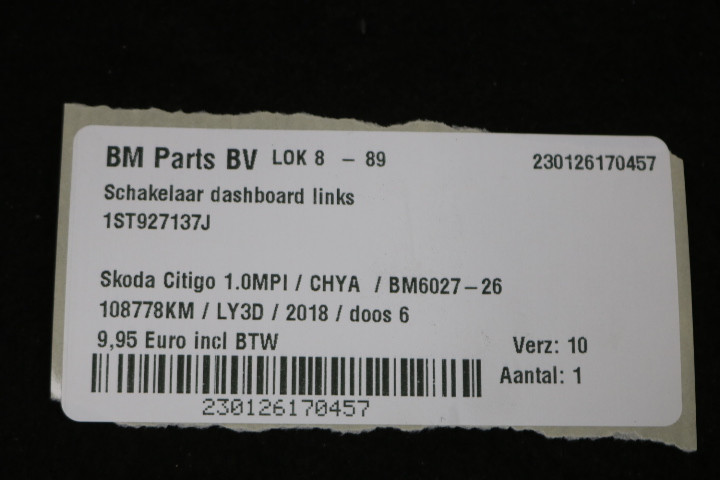 BM Parts BV LOK 8 - 89 230126170457
Schakelaar dashboard links
1ST927137J
Skoda Citigo 1.0MPI / CHYA / BM6027-26
108778KM / LY3D / 2018 / doos 6
9,95 Euro incl BTW Verz: 10
Aantal: 1
230126170457